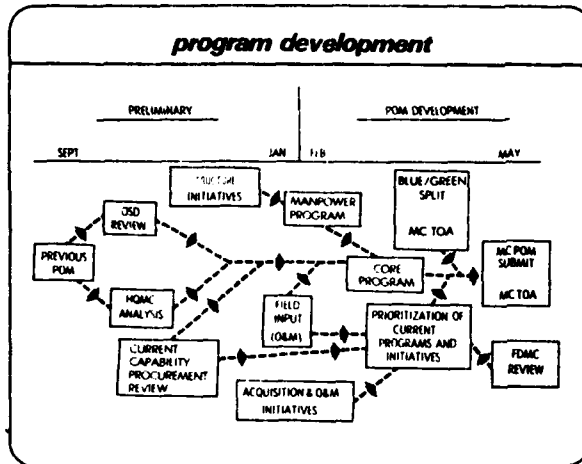 program development
PRELIMINARY
POM DEVELOPMENT
SEPT
JAN
FEB
MAY
STRUCTURE
INITIATIVES
MANPOWER
PROGRAM
BLUE/GREEN
SPLIT
MC TOA
OSD
REVIEW
PREVIOUS
POM
HQMC
ANALYSIS
CORE
PROGRAM
MC POM
SUBMIT
MC TOA
FIELD
INPUT
(O&M)
PRIORITIZATION OF
CURRENT
PROGRAMS AND
INITIATIVES
CURRENT
CAPABILITY
PROCUREMENT
REVIEW
FDMC
REVIEW
ACQUISITION & O&M
INITIATIVES